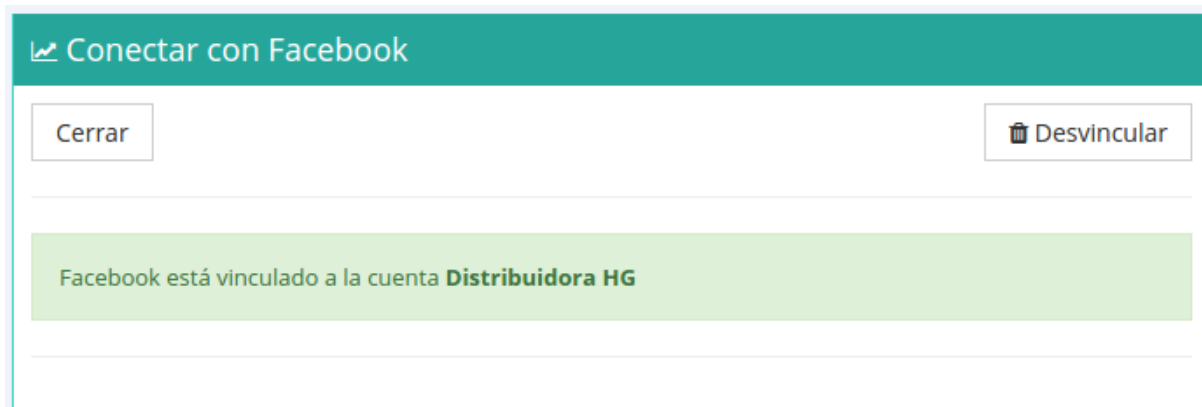 Conectar con Facebook
Cerrar
Desvincular
Facebook está vinculado a la cuenta Distribuidora HG